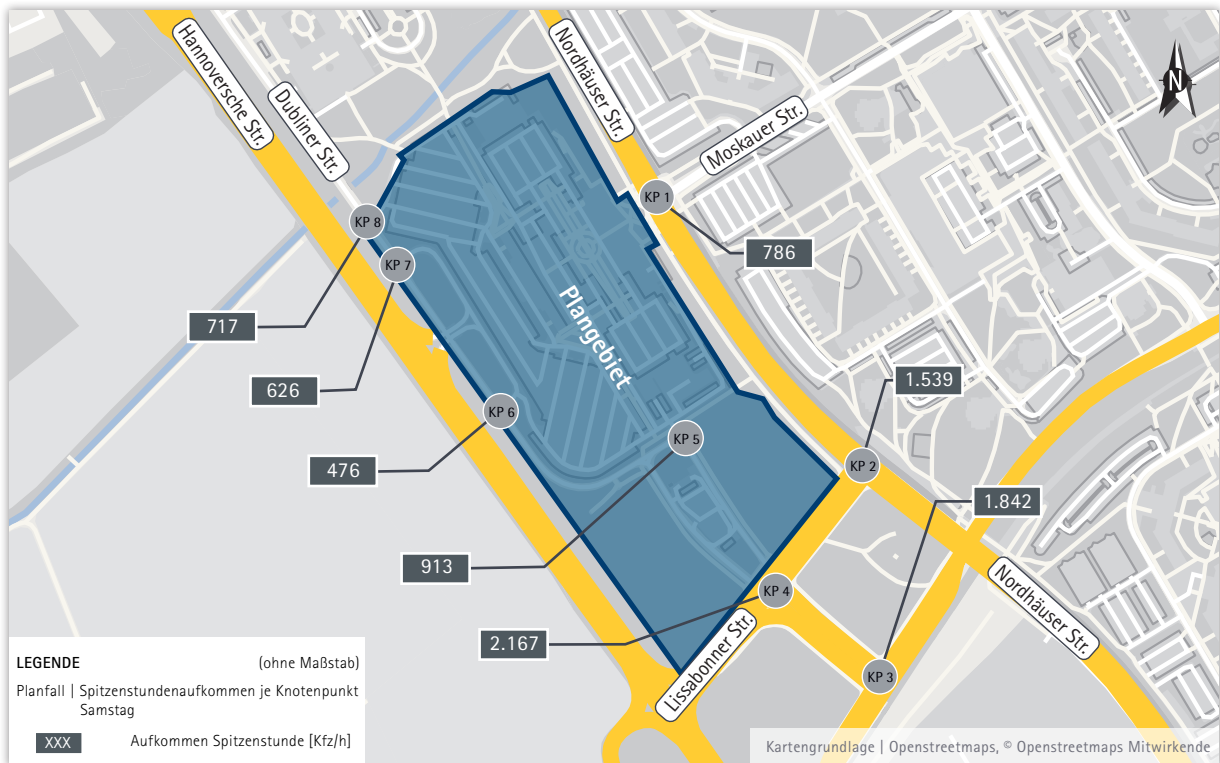 Hannoversche Str.
Dubliner Str.
Nordhäuser Str.
Moskauer Str.
N
KP 1
786
KP 8
KP 7
717
626
Plangebiet
1.539
KP 6
KP 5
KP 2
476
1.842
913
KP 4
Nordhäuser Str.
2.167
Lissabonner Str.
KP 3
LEGENDE (ohne Maßstab)
Planfall | Spitzenstundenaufkommen je Knotenpunkt
Samstag
XXX Aufkommen Spitzenstunde [Kfz/h]
Kartengrundlage | Openstreetmaps, © Openstreetmaps Mitwirkende